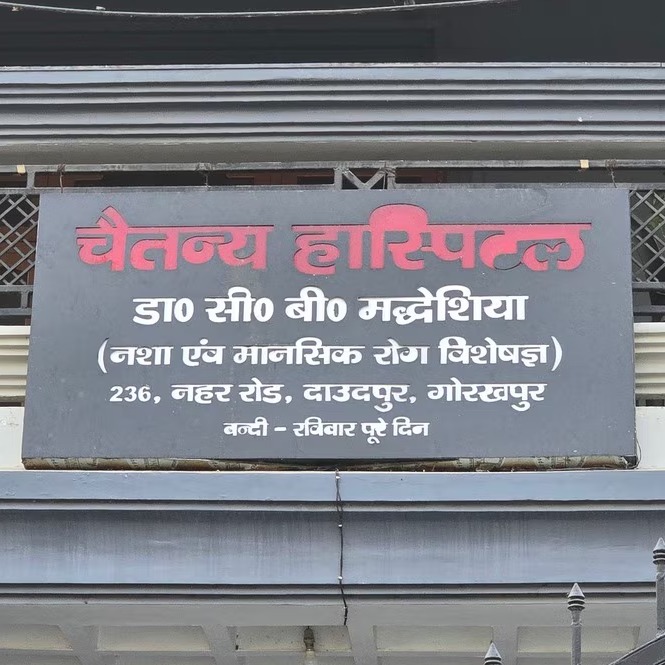 चैतन्य हास्पिटल
डा0 सी0 बी0 मद्धेशिया
(नशा एंव मानसिक रोग विशेषज्ञ)
236, नहर रोड, दाउदपुर, गोरखपुर
बन्दी - रविवार पूरे दिन